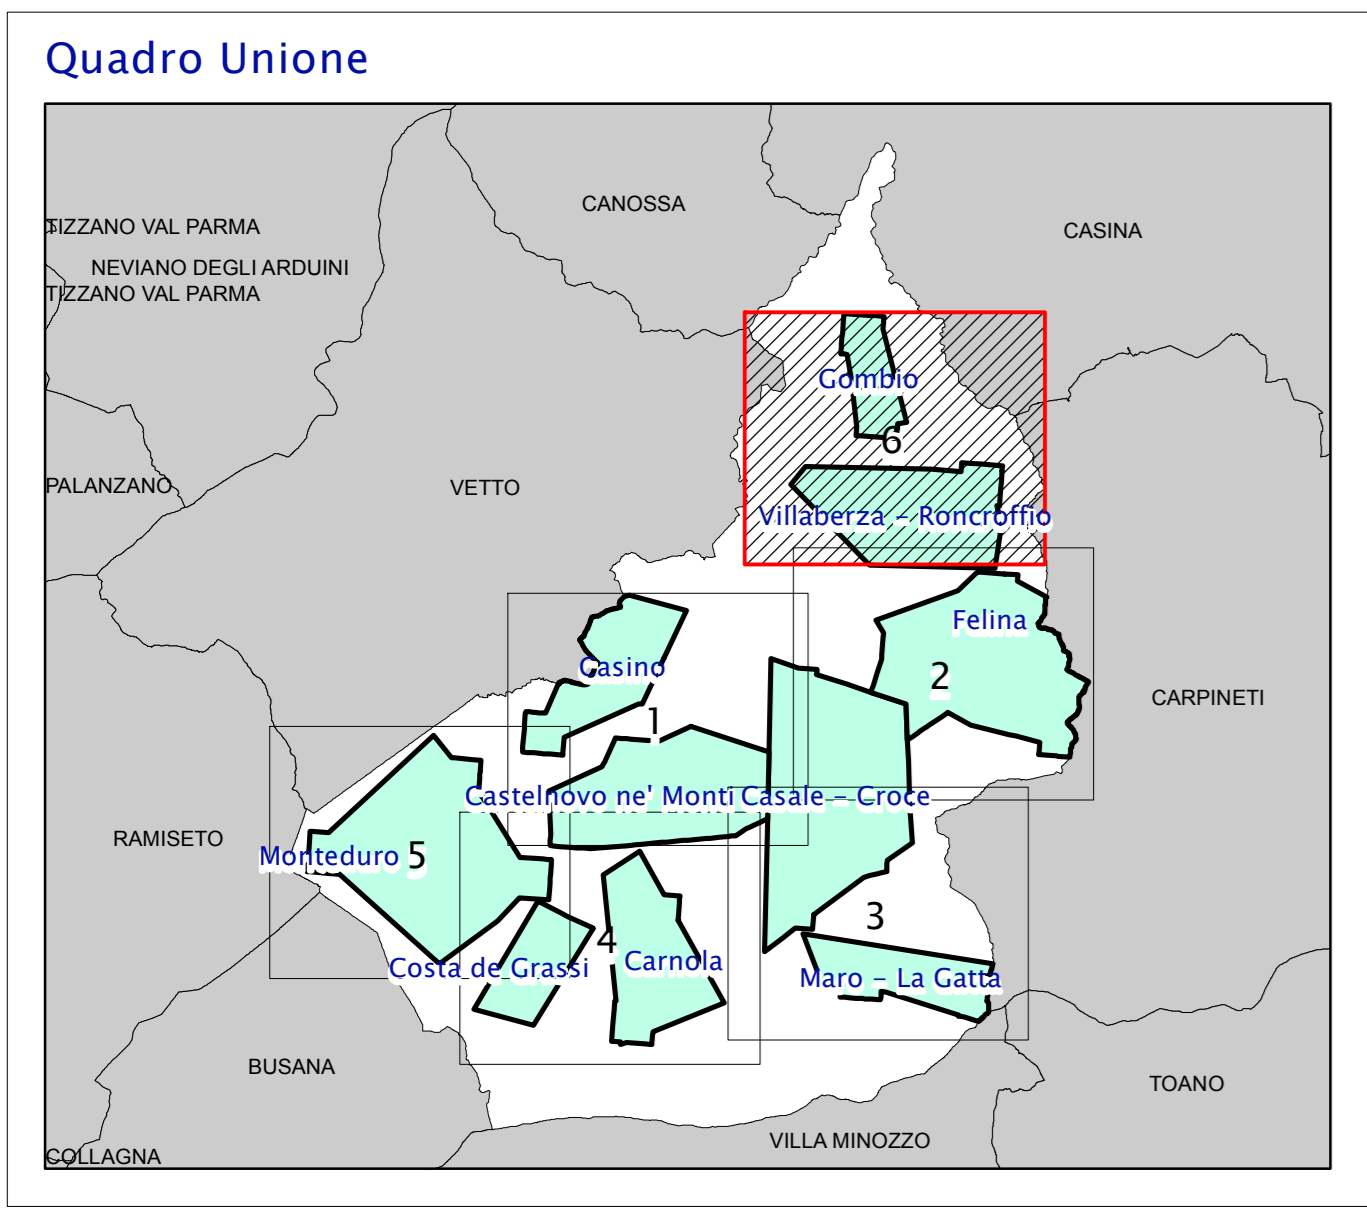 Quadro Unione
CANOSSA
TIZZANO VAL PARMA
CASINA
NEVIANO DEGLI ARDUINI
TIZZANO VAL PARMA
Gombio
6
PALANZANO
VETTO
Villaberza – Roncroffio
Felina
Casino
2
CARPINETI
1
Castelnovo ne' Monti
Casale – Croce
RAMISETO
Monteduro
5
3
4
Costa de Grassi
Carnola
Maro – La Gatta
BUSANA
TOANO
VILLA MINOZZO
COLLAGNA